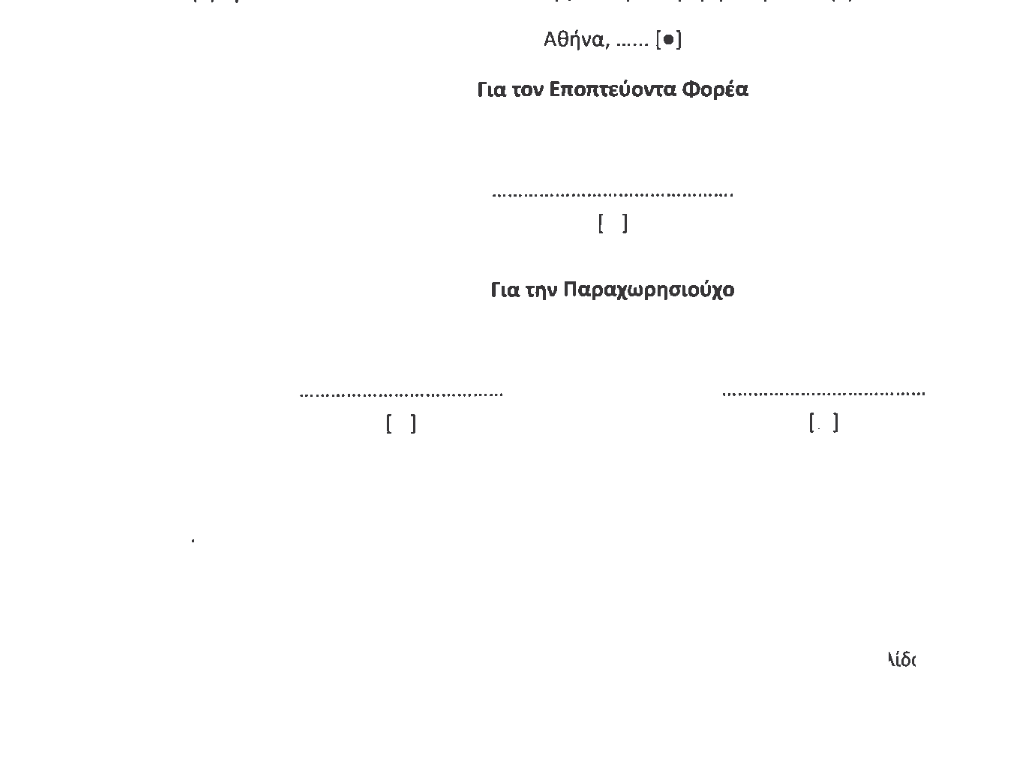 Αθήνα, ...... [●]
Για τον Εποπτεύοντα Φορέα
..............................................
[ ]
Για την Παραχωρησιούχο
....................................... .......................................
[ ] [ ]